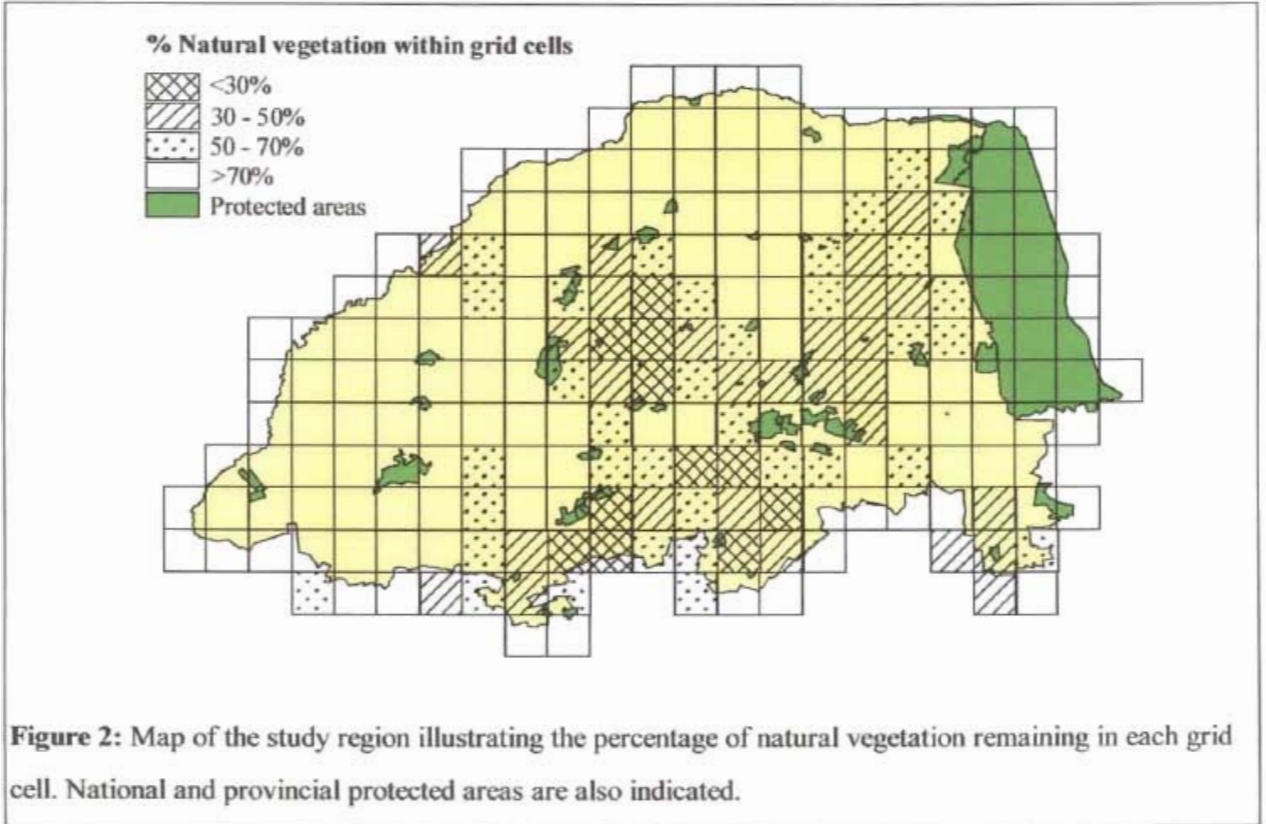 % Natural vegetation within grid cells
<30%
30 - 50%
50 - 70%
>70%
Protected areas
Figure 2: Map of the study region illustrating the percentage of natural vegetation remaining in each grid
cell. National and provincial protected areas are also indicated.